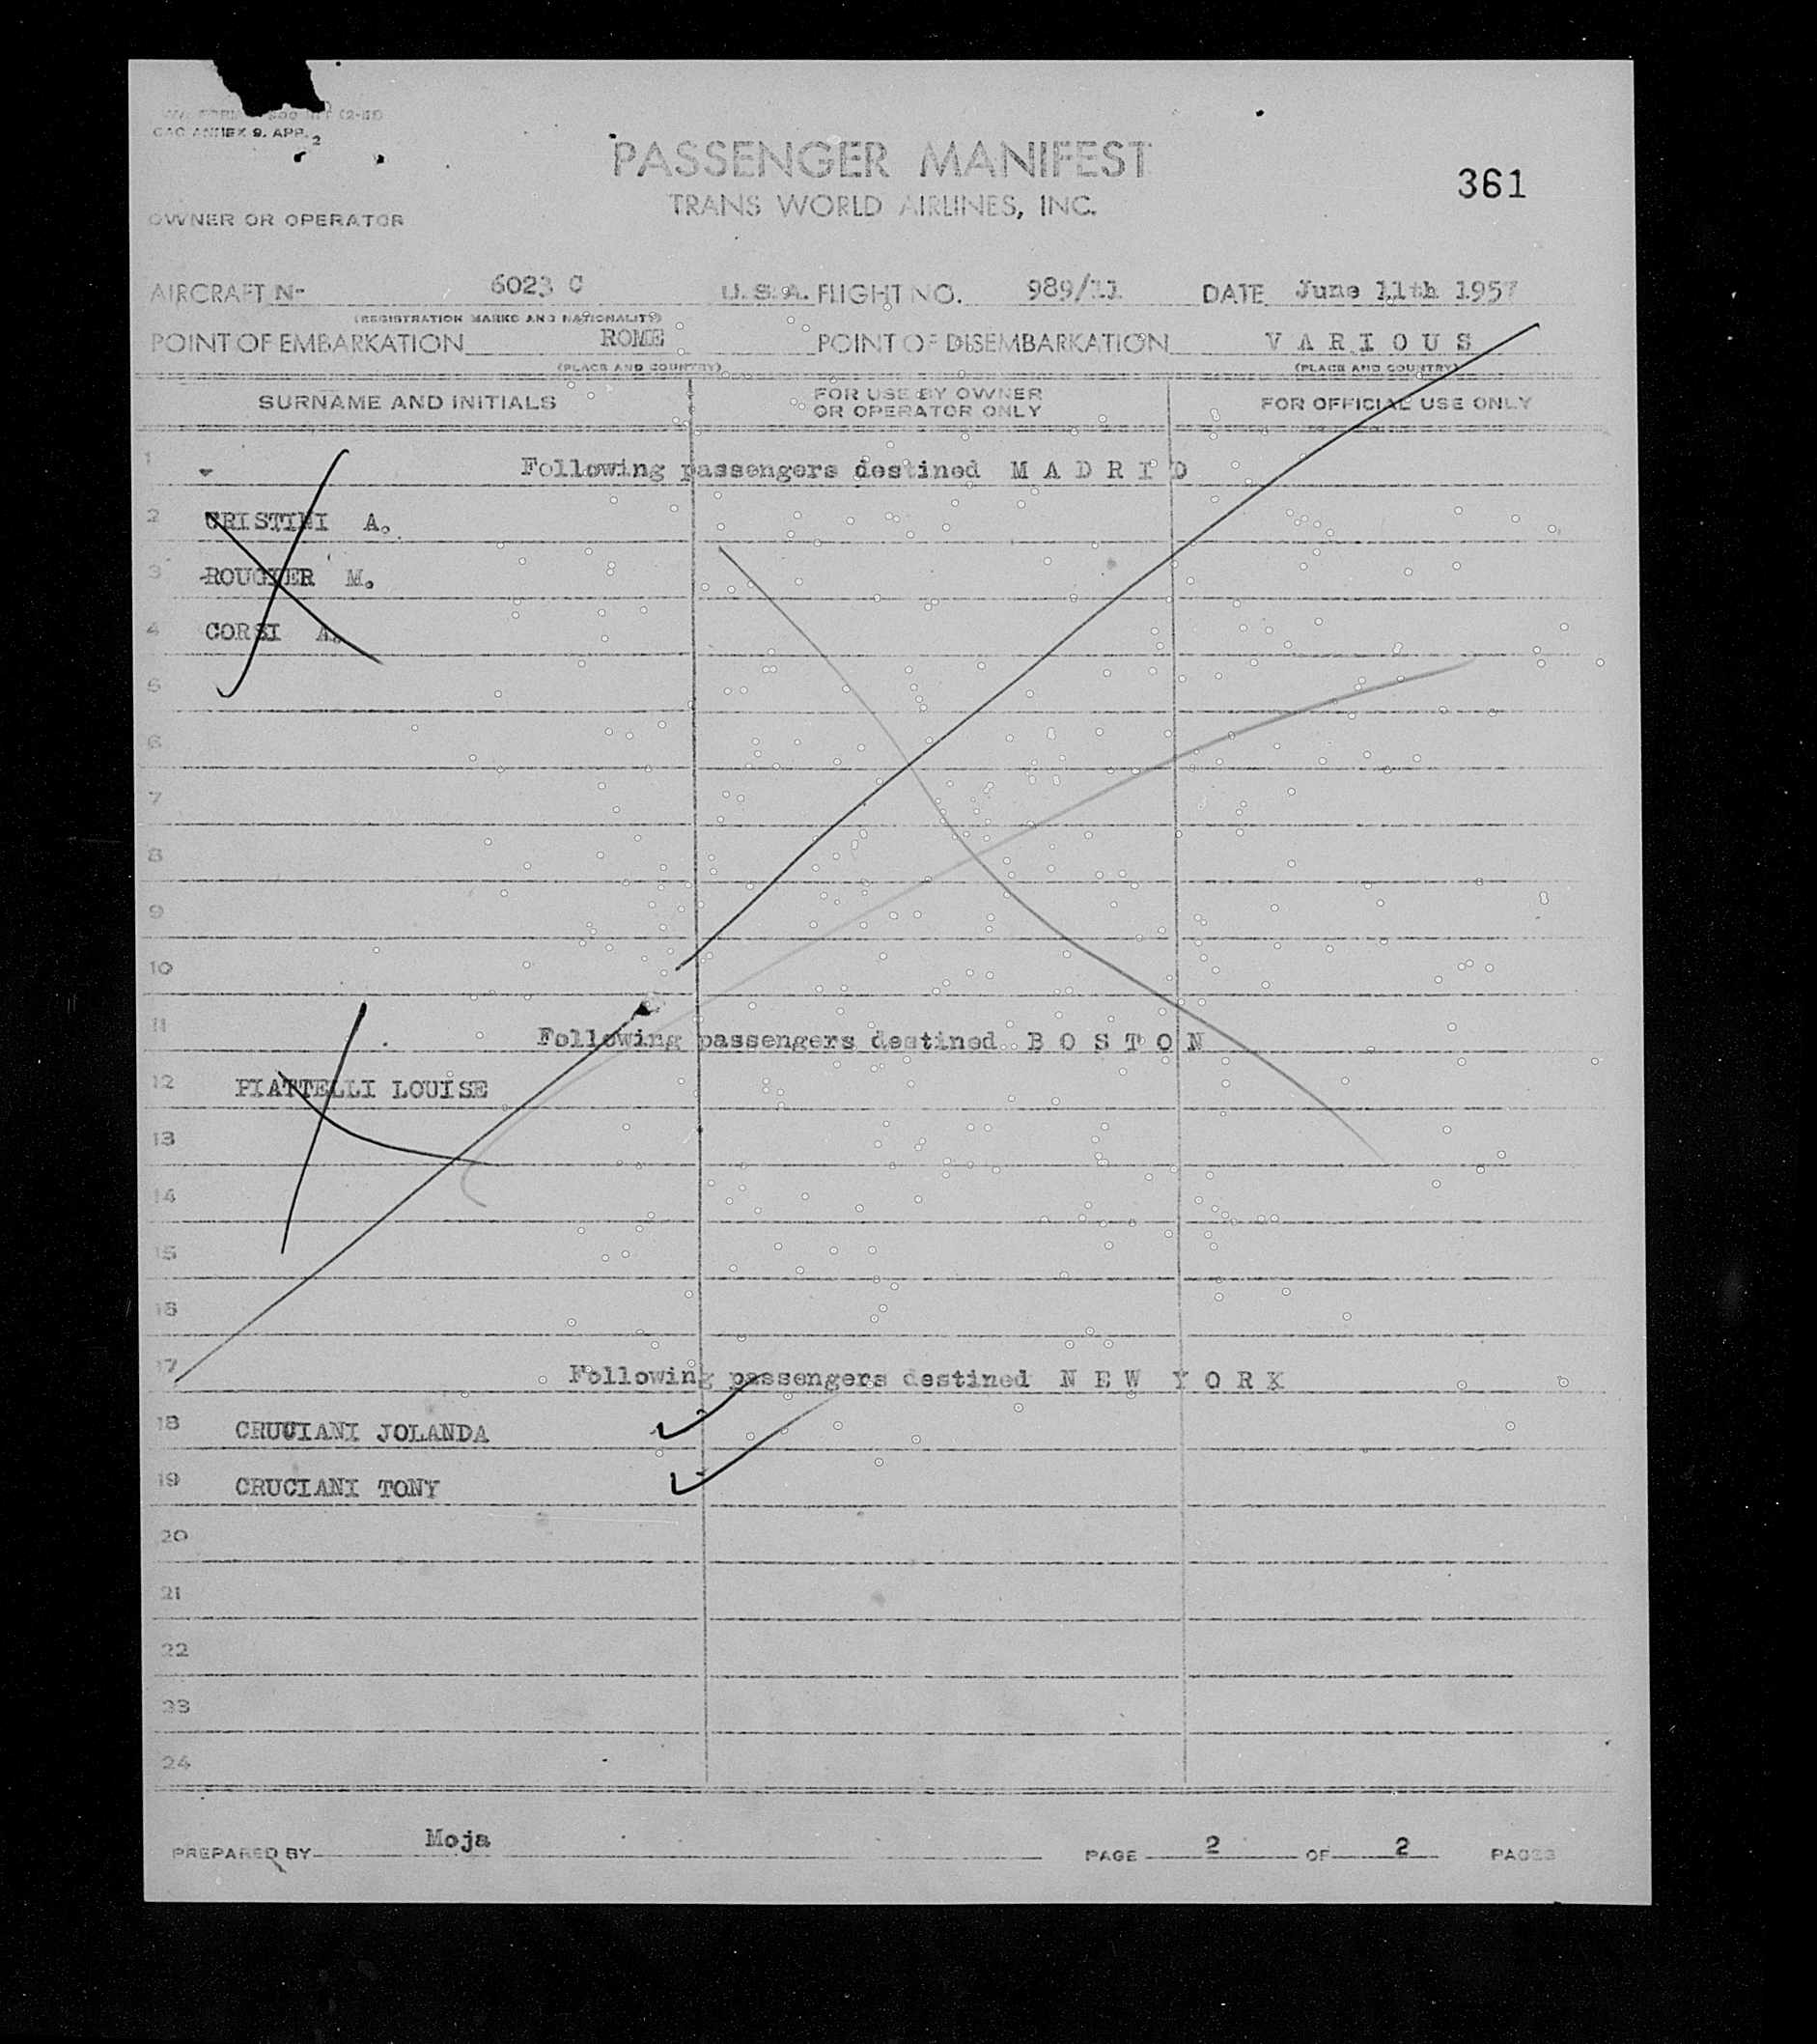 CAO ANNEX 9. APP. 2
PASSENGER MANIFEST
361
TRANS WORLD AIRLINES, INC.
OWNER OR OPERATOR
AIRCRAFT No 6023 C U.S.A. FLIGHT NO. 989/11 DATE June 11th 1957
(REGISTRATION MARKS AND NATIONALITY)
POINT OF EMBARKATION ROME POINT OF DISEMBARKATION V A R I O U S
(PLACE AND COUNTRY) (PLACE AND COUNTRY)
SURNAME AND INITIALS FOR USE BY OWNER OR OPERATOR ONLY FOR OFFICIAL USE ONLY
1 Following passengers destined M A D R I D
2 CRISTINI A.
3 ROUGIER M.
4 CORSI A.
5
6
7
8
9
10
11 Following passengers destined B O S T O N
12 PIATTELLI LOUISE
13
14
15
16
17 Following passengers destined N E W Y O R K
18 CRUCIANI JOLANDA
19 CRUCIANI TONY
20
21
22
23
24
PREPARED BY Moja PAGE 2 OF 2 PAGES